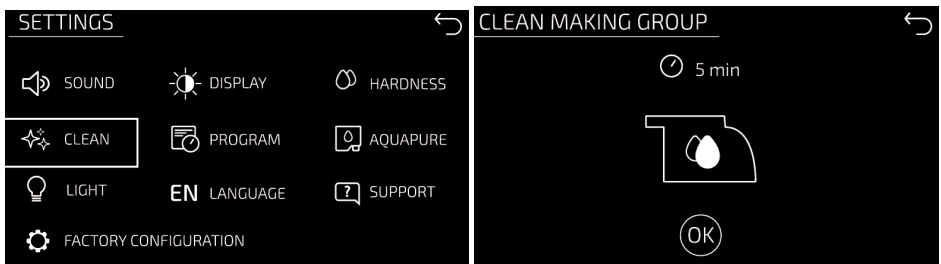 SETTINGS
SOUND
DISPLAY
HARDNESS
CLEAN
PROGRAM
AQUAPURE
LIGHT
EN LANGUAGE
? SUPPORT
FACTORY CONFIGURATION
CLEAN MAKING GROUP
5 min
OK